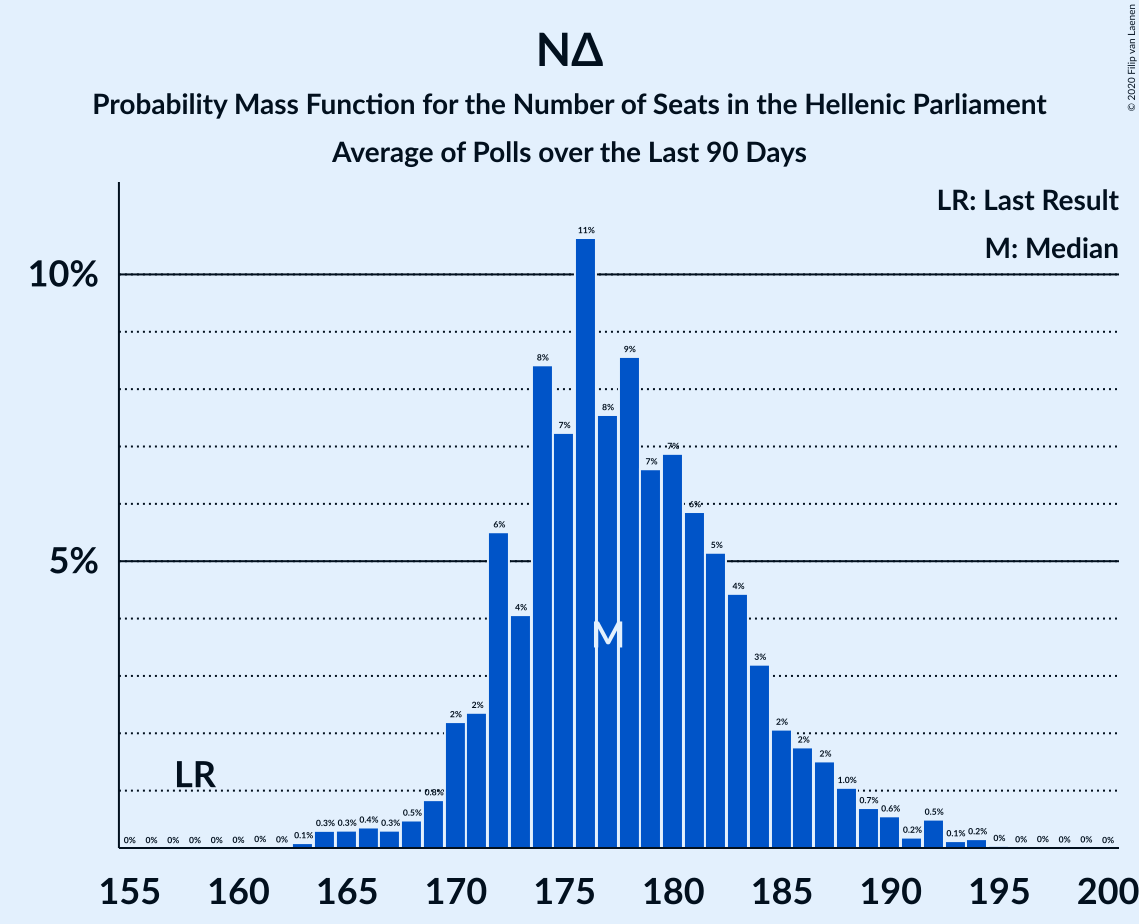 © 2020 Filip van Laenen
ΝΔ
Probability Mass Function for the Number of Seats in the Hellenic Parliament
Average of Polls over the Last 90 Days
LR: Last Result
M: Median
10%
5%
LR
M
0% 0% 0% 0% 0% 0% 0% 0% 0.1% 0.3% 0.3% 0.4% 0.3% 0.5% 0.8% 2% 2% 6% 4% 8% 7% 11% 8% 9% 7% 7% 6% 5% 4% 3% 2% 2% 2% 1.0% 0.7% 0.6% 0.2% 0.5% 0.1% 0.2% 0% 0% 0% 0% 0% 0%
155 160 165 170 175 180 185 190 195 200